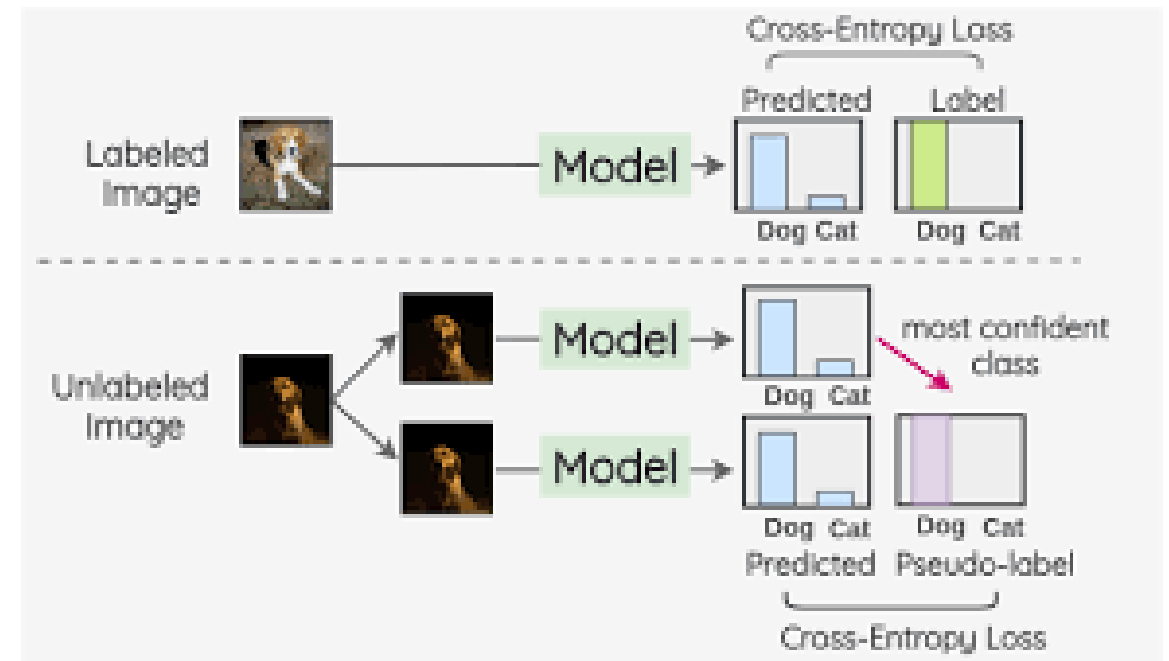 Cross-Entropy Loss
Predicted Label
Labeled
Image
Model
Dog Cat
Dog Cat
Unlabeled
Image
Model
most confident
class
Dog Cat
Model
Dog Cat
Dog Cat
Predicted Pseudo-label
Cross-Entropy Loss